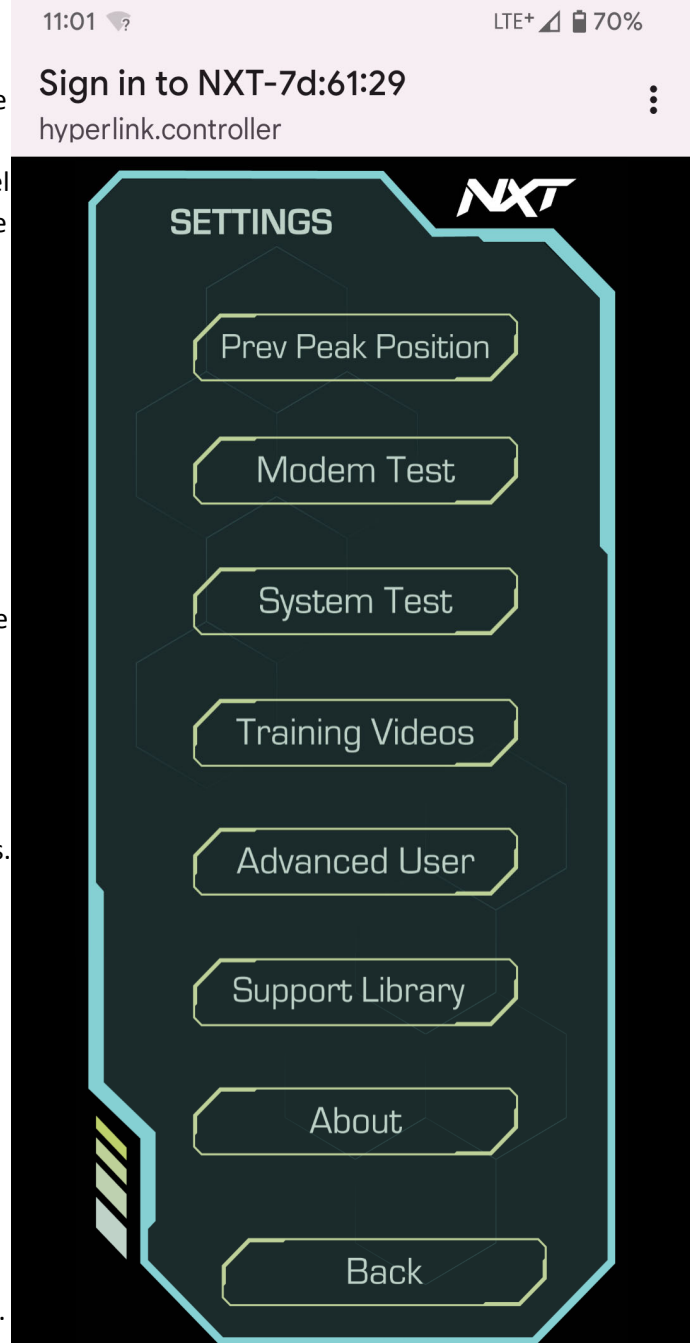 11:01
LTE+ 70%
Sign in to NXT-7d:61:29
hyperlink.controller
NXT
SETTINGS
Prev Peak Position
Modem Test
System Test
Training Videos
Advanced User
Support Library
About
Back